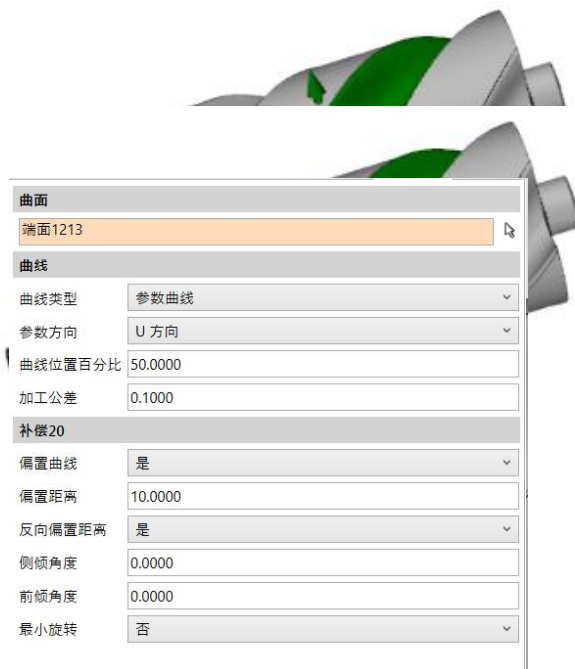 曲面
端面1213
曲线
曲线类型 参数曲线
参数方向 U 方向
曲线位置百分比 50.0000
加工公差 0.1000
补偿20
偏置曲线 是
偏置距离 10.0000
反向偏置距离 是
侧倾角度 0.0000
前倾角度 0.0000
最小旋转 否